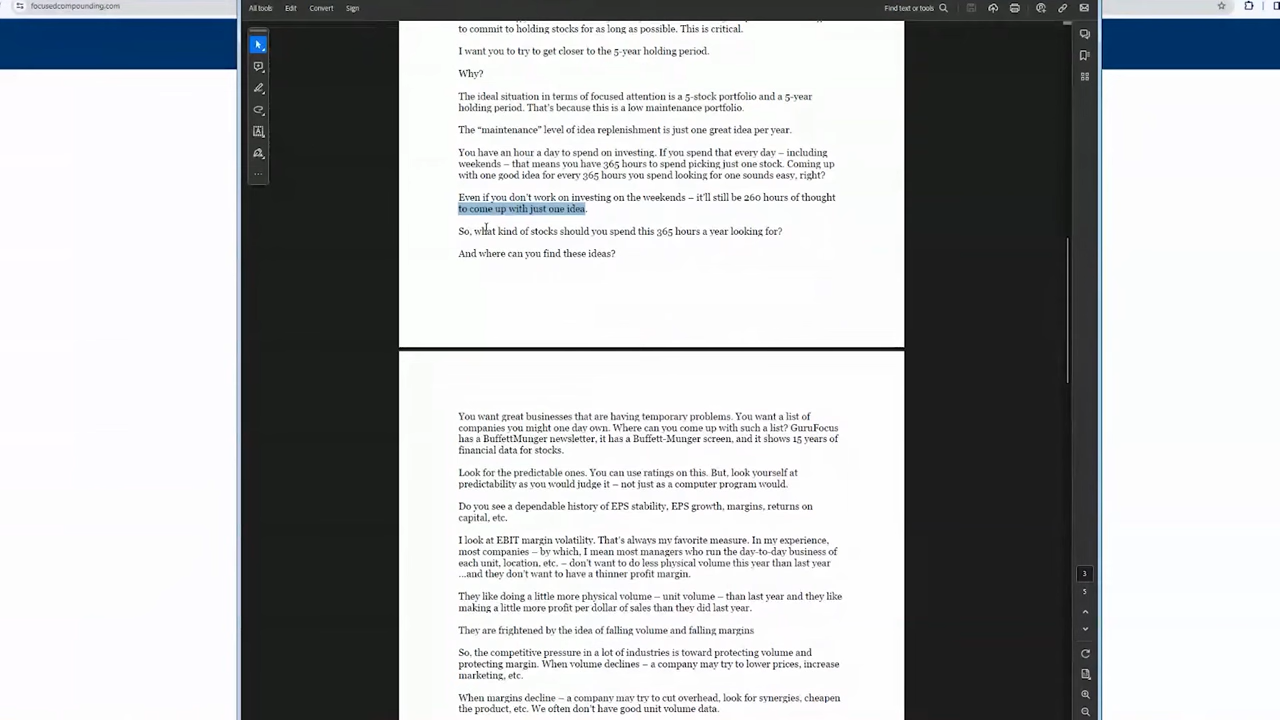 focusedcompounding.com
All tools Edit Convert Sign Find text or tools
to commit to holding stocks for as long as possible. This is critical.
I want you to try to get closer to the 5-year holding period.
Why?
The ideal situation in terms of focused attention is a 5-stock portfolio and a 5-year
holding period. That's because this is a low maintenance portfolio.
The “maintenance” level of idea replenishment is just one great idea per year.
You have an hour a day to spend on investing. If you spend that every day – including
weekends – that means you have 365 hours to spend picking just one stock. Coming up
with one good idea for every 365 hours you spend looking for one sounds easy, right?
Even if you don't work on investing on the weekends – it'll still be 260 hours of thought
to come up with just one idea.
So, what kind of stocks should you spend this 365 hours a year looking for?
And where can you find these ideas?
You want great businesses that are having temporary problems. You want a list of
companies you might one day own. Where can you come up with such a list? GuruFocus
has a BuffettMunger newsletter, it has a Buffett-Munger screen, and it shows 15 years of
financial data for stocks.
Look for the predictable ones. You can use ratings on this. But, look yourself at
predictability as you would judge it – not just as a computer program would.
Do you see a dependable history of EPS stability, EPS growth, margins, returns on
capital, etc.
I look at EBIT margin volatility. That's always my favorite measure. In my experience,
most companies – by which, I mean most managers who run the day-to-day business of
each unit, location, etc. – don't want to do less physical volume this year than last year
...and they don't want to have a thinner profit margin.
3
5
They like doing a little more physical volume – unit volume – than last year and they like
making a little more profit per dollar of sales than they did last year.
They are frightened by the idea of falling volume and falling margins
So, the competitive pressure in a lot of industries is toward protecting volume and
protecting margin. When volume declines – a company may try to lower prices, increase
marketing, etc.
When margins decline – a company may try to cut overhead, look for synergies, cheapen
the product, etc. We often don't have good unit volume data.